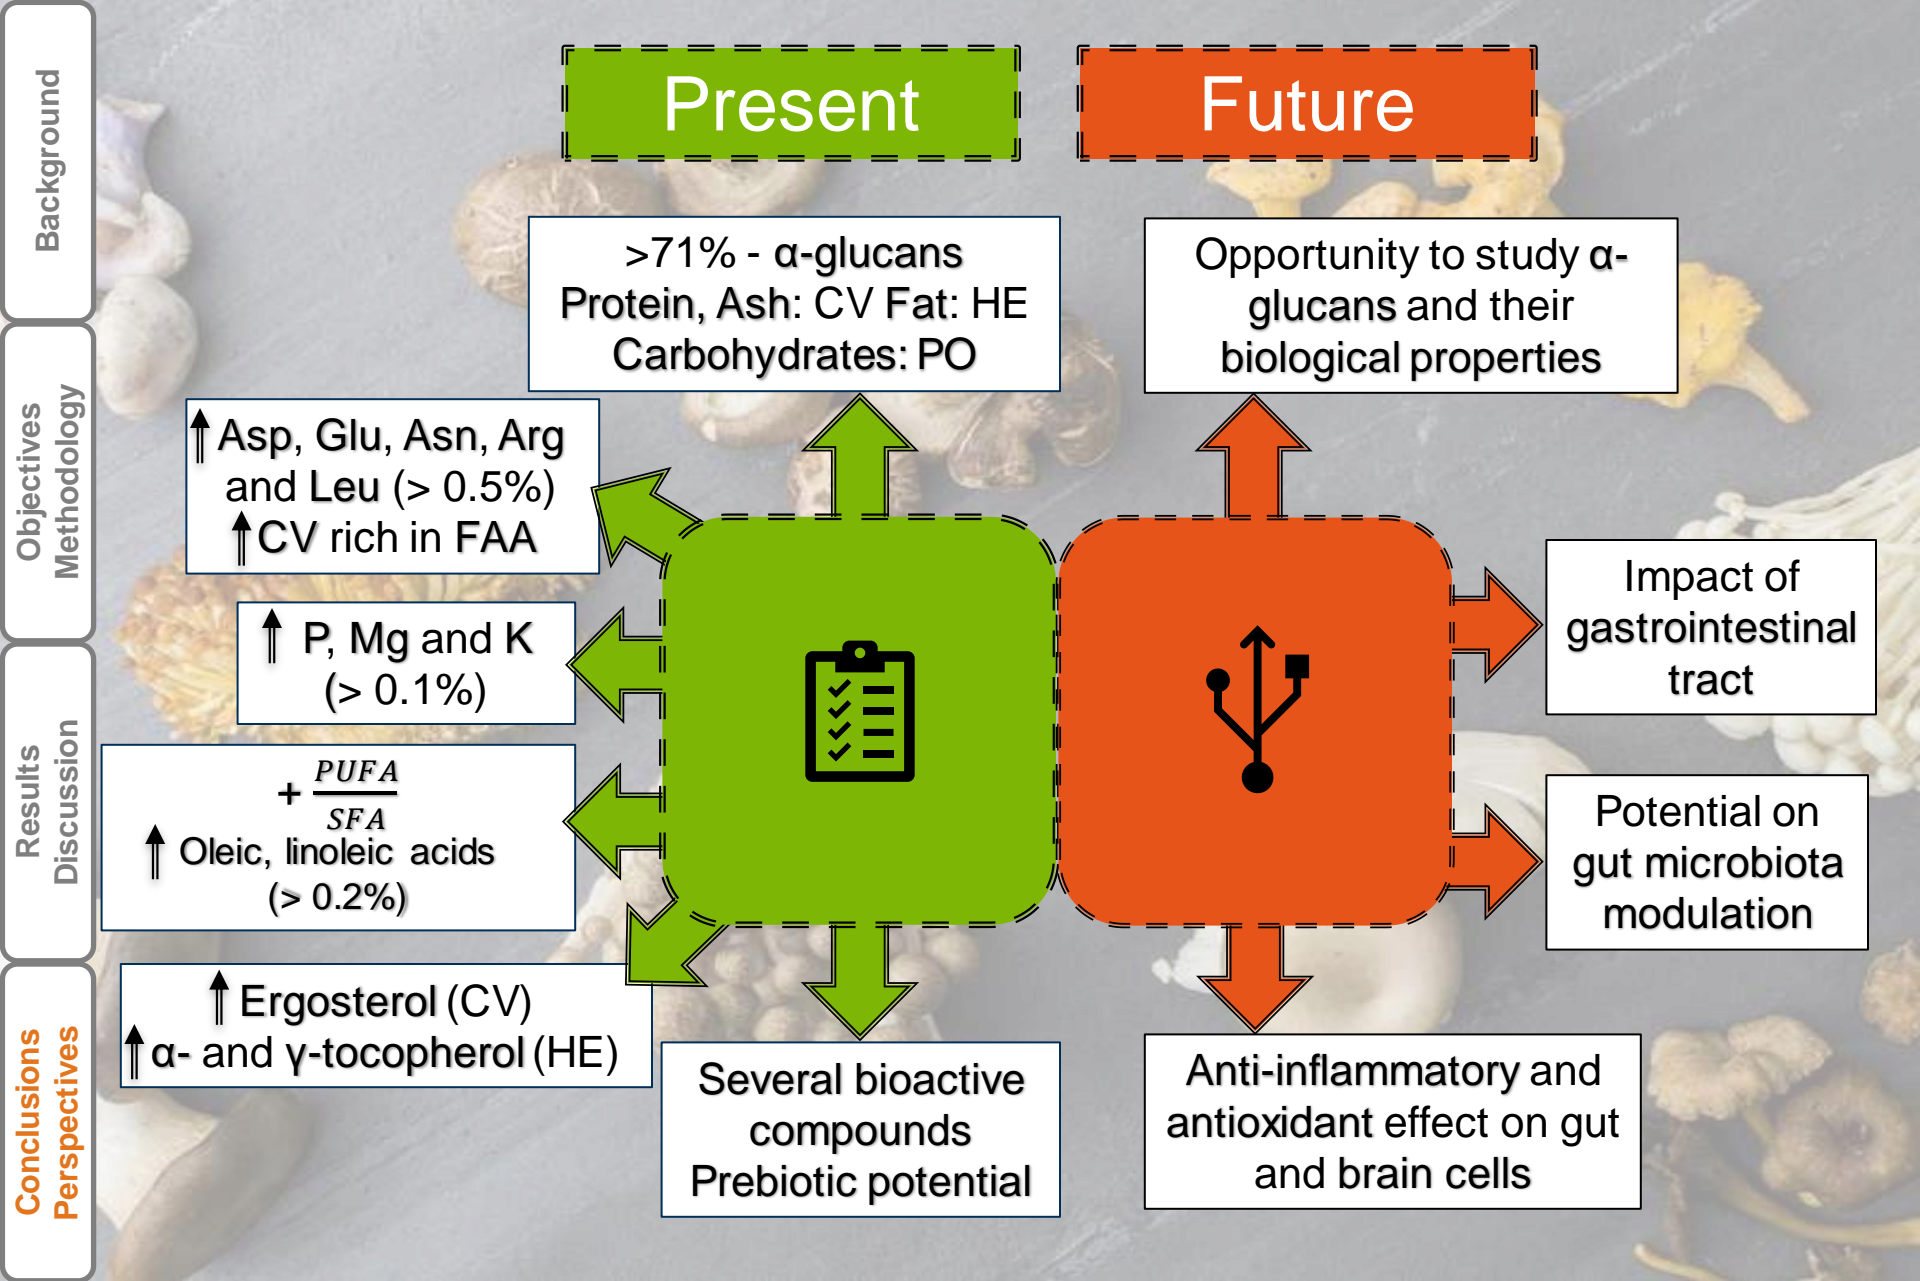 Background
Objectives
Methodology
Results
Discussion
Conclusions
Perspectives
Present
Future
>71% - α-glucans
Protein, Ash: CV Fat: HE
Carbohydrates: PO
Asp, Glu, Asn, Arg
and Leu (> 0.5%)
CV rich in FAA
P, Mg and K
(> 0.1%)
+ PUFA
SFA
Oleic, linoleic acids
(> 0.2%)
Ergosterol (CV)
α- and γ-tocopherol (HE)
Several bioactive
compounds
Prebiotic potential
Opportunity to study α-
glucans and their
biological properties
Impact of
gastrointestinal
tract
Potential on
gut microbiota
modulation
Anti-inflammatory and
antioxidant effect on gut
and brain cells